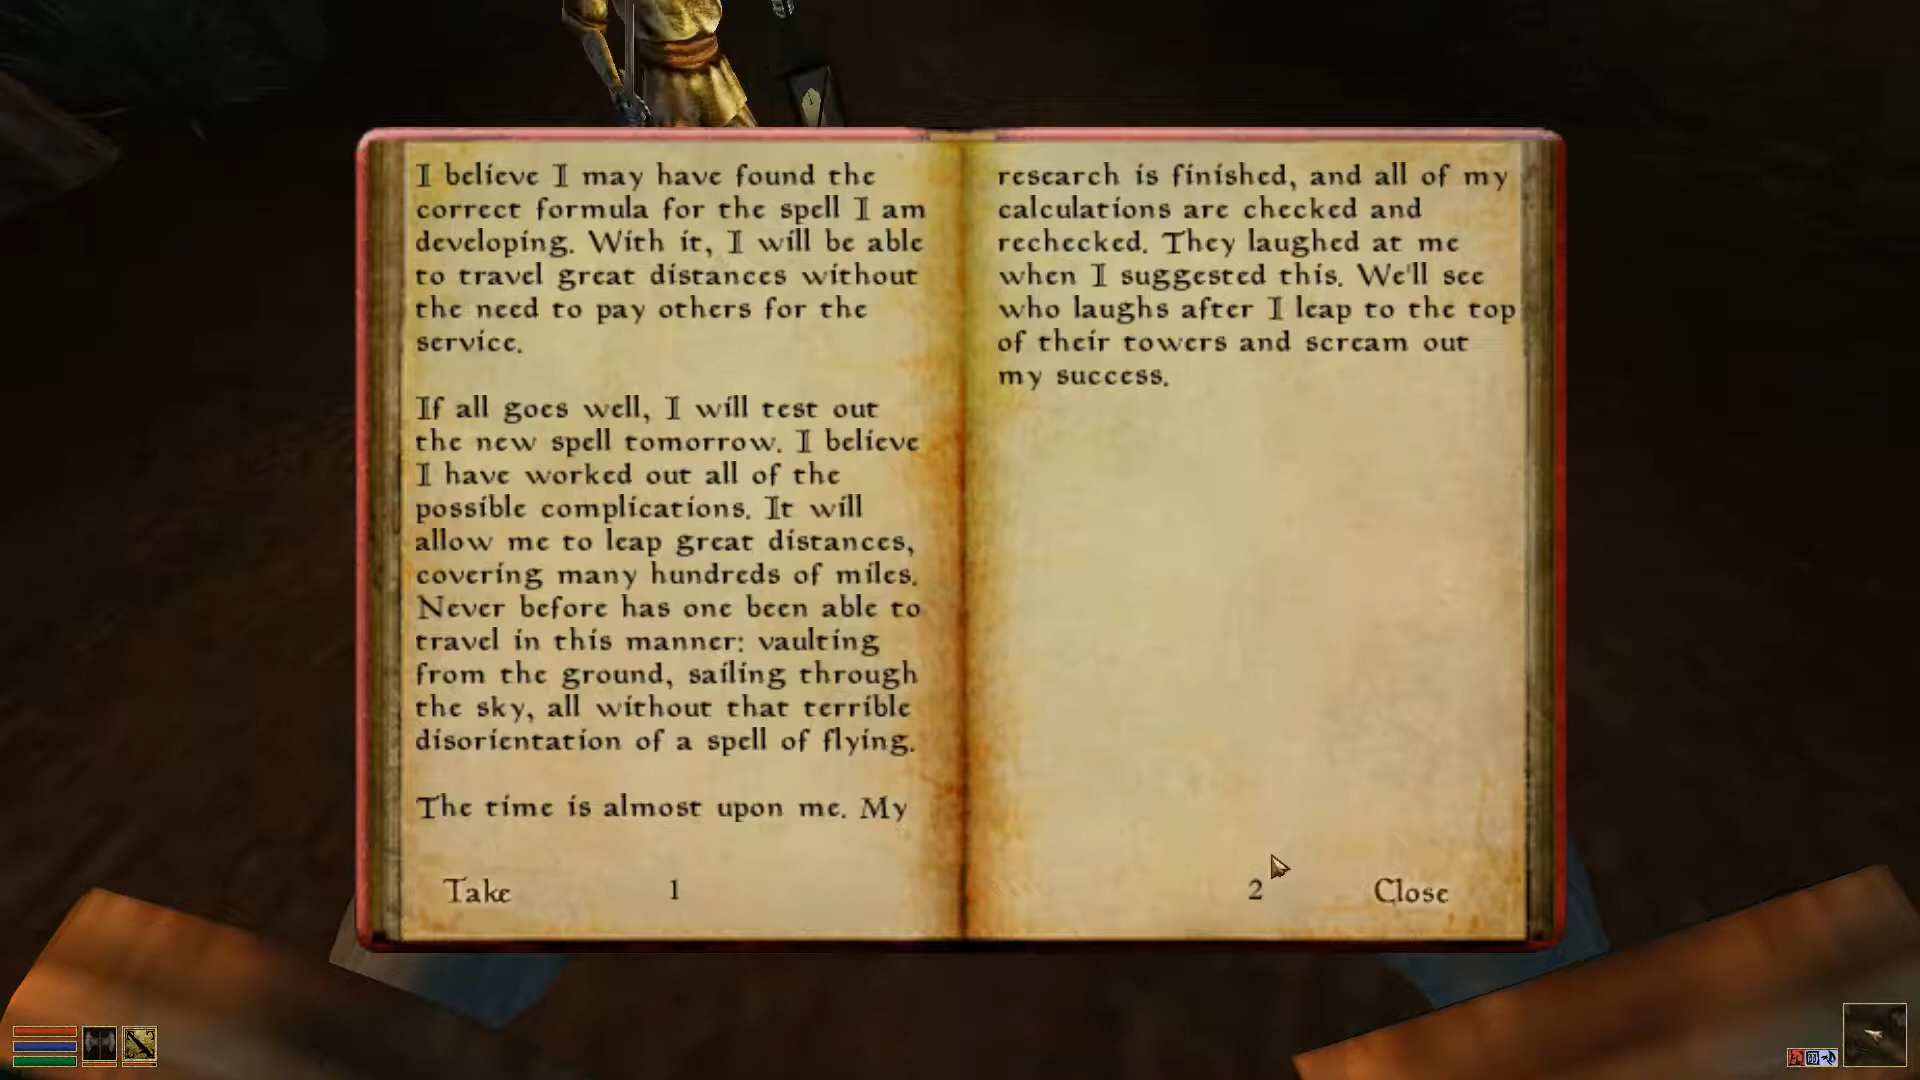 I believe I may have found the
correct formula for the spell I am
developing. With it, I will be able
to travel great distances without
the need to pay others for the
service.
If all goes well, I will test out
the new spell tomorrow. I believe
I have worked out all of the
possible complications. It will
allow me to leap great distances,
covering many hundreds of miles.
Never before has one been able to
travel in this manner: vaulting
from the ground, sailing through
the sky, all without that terrible
disorientation of a spell of flying.
The time is almost upon me. My
Take 1
research is finished, and all of my
calculations are checked and
rechecked. They laughed at me
when I suggested this. We'll see
who laughs after I leap to the top
of their towers and scream out
my success.
2 Close